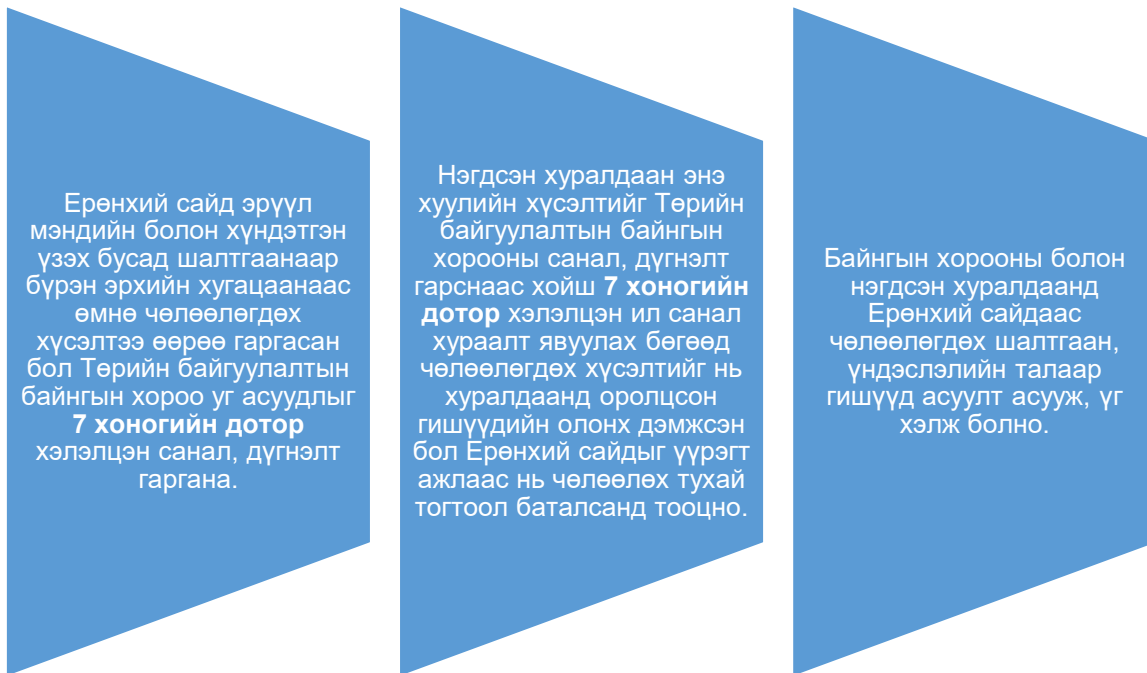 Ерөнхий сайд эрүүл
мэндийн болон хүндэтгэн
үзэх бусад шалтгаанаар
бүрэн эрхийн хугацаанаас
өмнө чөлөөлөгдөх
хүсэлтээ өөрөө гаргасан
бол Төрийн байгуулалтын
байнгын хороо уг асуудлыг
7 хоногийн дотор
хэлэлцэн санал, дүгнэлт
гаргана.
Нэгдсэн хуралдаан энэ
хуулийн хүсэлтийг Төрийн
байгуулалтын байнгын
хорооны санал, дүгнэлт
гарснаас хойш 7 хоногийн
дотор хэлэлцэн ил санал
хураалт явуулах бөгөөд
чөлөөлөгдөх хүсэлтийг нь
хуралдаанд оролцсон
гишүүдийн олонх дэмжсэн
бол Ерөнхий сайдыг үүрэгт
ажлаас нь чөлөөлөх тухай
тогтоол баталсанд тооцно.
Байнгын хорооны болон
нэгдсэн хуралдаанд
Ерөнхий сайдаас
чөлөөлөгдөх шалтгаан,
үндэслэлийн талаар
гишүүд асуулт асууж, үг
хэлж болно.